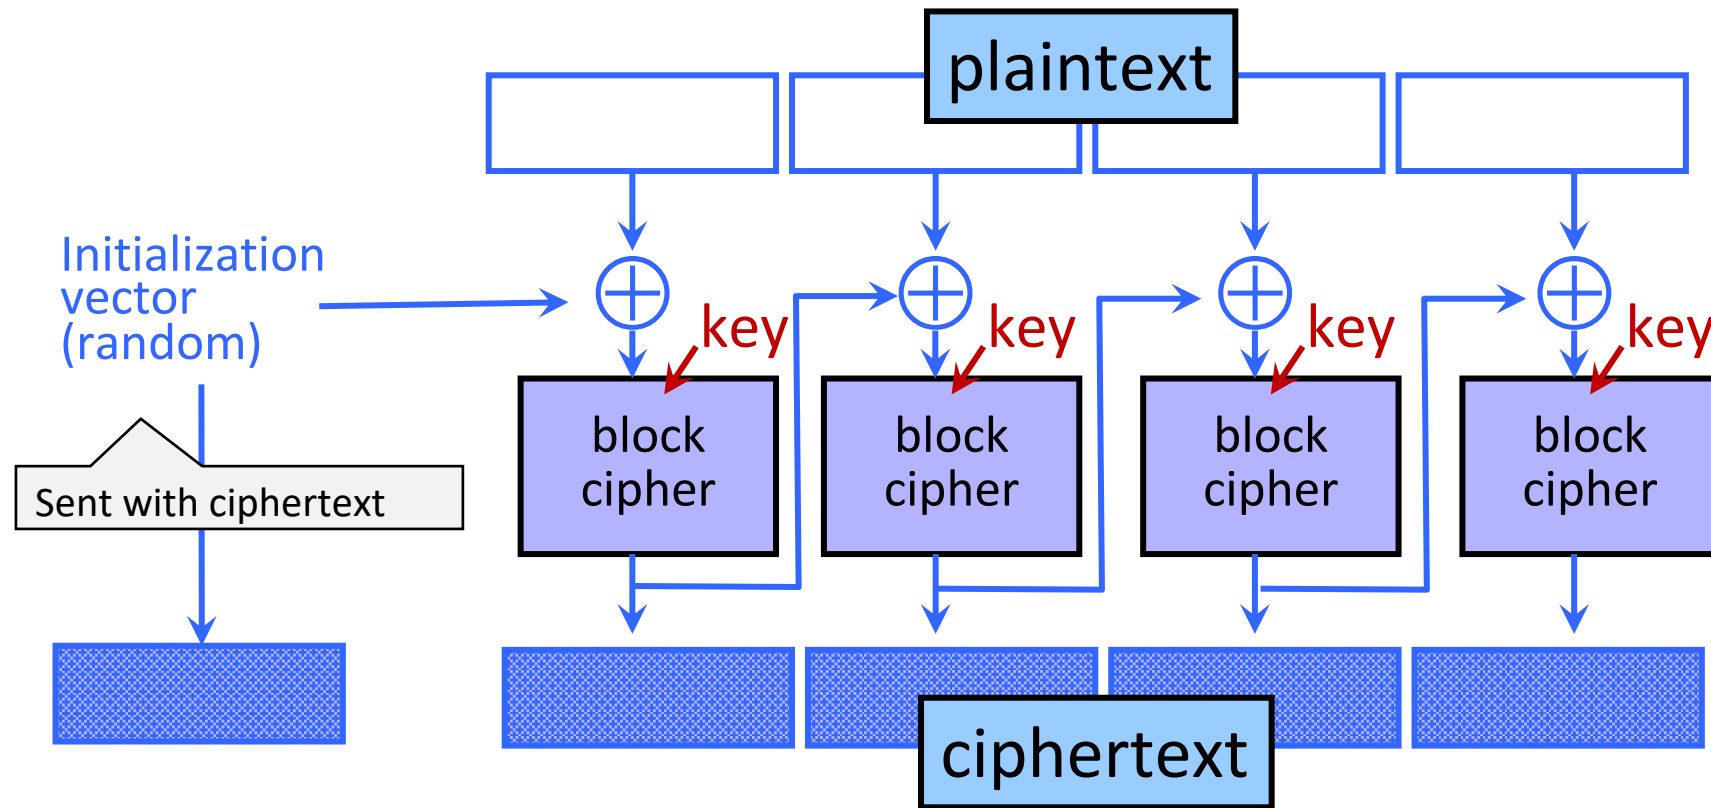 plaintext
Initialization
vector
(random)
key
key
key
key
block
cipher
block
cipher
block
cipher
block
cipher
Sent with ciphertext
ciphertext